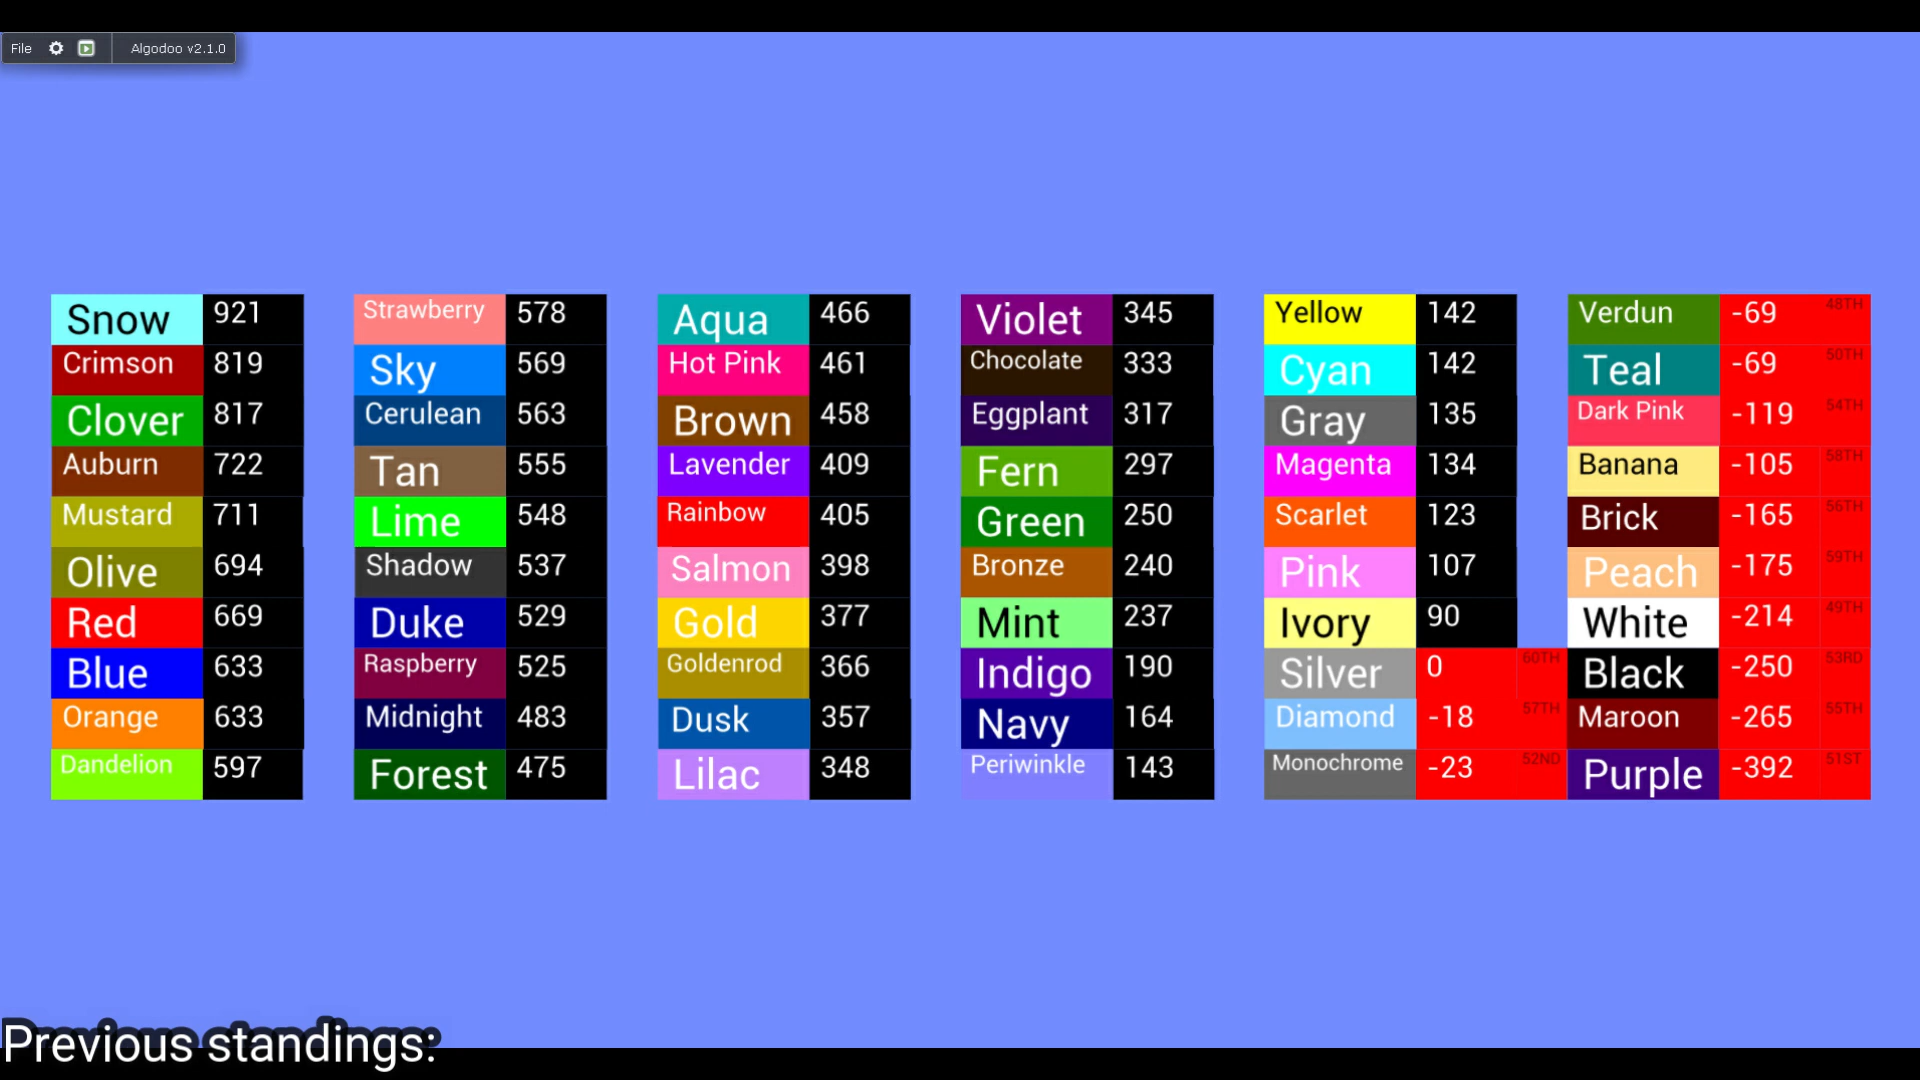 File Algodoo v2.1.0
Snow 921 Strawberry 578 Aqua 466 Violet 345 Yellow 142 Verdun -69 48TH
Crimson 819 Sky 569 Hot Pink 461 Chocolate 333 Cyan 142 Teal -69 50TH
Clover 817 Cerulean 563 Brown 458 Eggplant 317 Gray 135 Dark Pink -119 54TH
Auburn 722 Tan 555 Lavender 409 Fern 297 Magenta 134 Banana -105 58TH
Mustard 711 Lime 548 Rainbow 405 Green 250 Scarlet 123 Brick -165 56TH
Olive 694 Shadow 537 Salmon 398 Bronze 240 Pink 107 Peach -175 59TH
Red 669 Duke 529 Gold 377 Mint 237 Ivory 90 White -214 49TH
Blue 633 Raspberry 525 Goldenrod 366 Indigo 190 Silver 0 60TH Black -250 53RD
Orange 633 Midnight 483 Dusk 357 Navy 164 Diamond -18 57TH Maroon -265 55TH
Dandelion 597 Forest 475 Lilac 348 Periwinkle 143 Monochrome -23 52ND Purple -392 51ST
Previous standings: